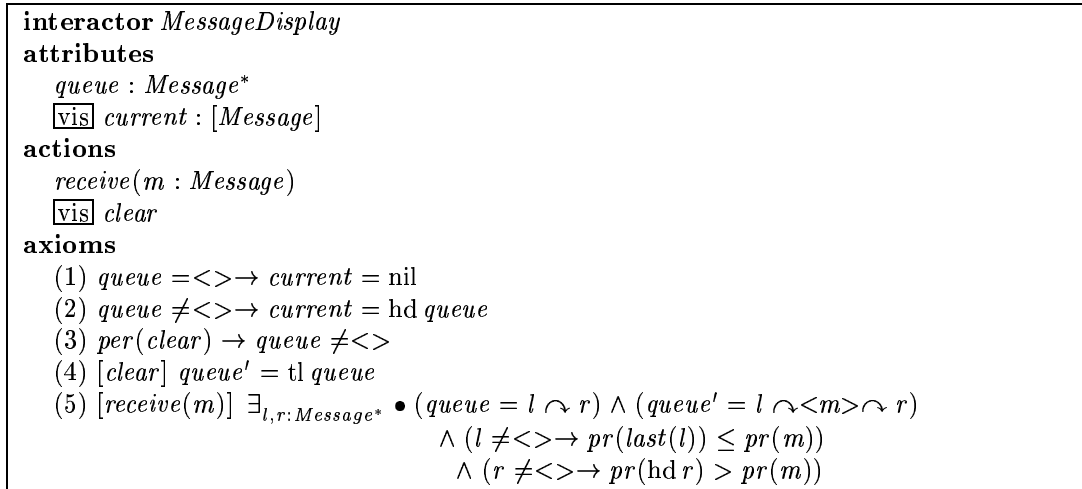 interactor MessageDisplay
attributes
queue : Message*
vis current : [Message]
actions
receive(m : Message)
vis clear
axioms
(1) queue =<>→ current = nil
(2) queue ≠<>→ current = hd queue
(3) per(clear) → queue ≠<>
(4) [clear] queue′ = tl queue
(5) [receive(m)] ∃l,r:Message* • (queue = l ↷ r) ∧ (queue′ = l ↷<m>↷ r)
∧ (l ≠<>→ pr(last(l)) ≤ pr(m))
∧ (r ≠<>→ pr(hd r) > pr(m))